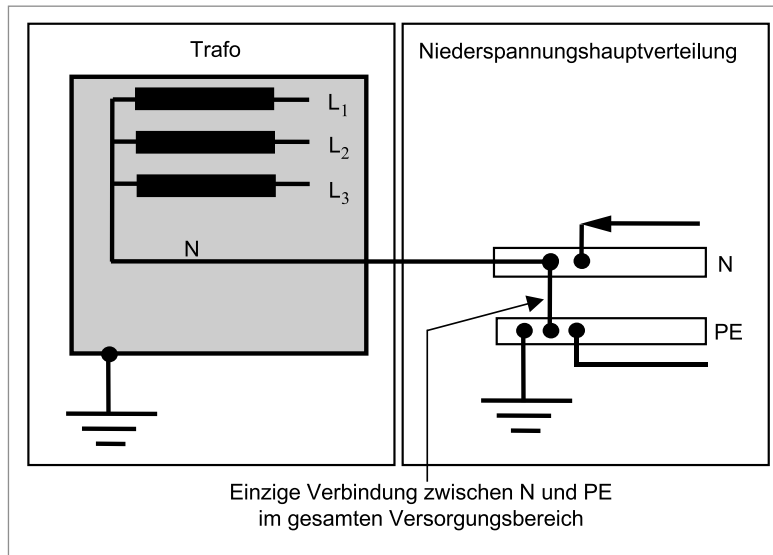 Trafo
Niederspannungshauptverteilung
L1
L2
L3
N
N
PE
Einzige Verbindung zwischen N und PE
im gesamten Versorgungsbereich